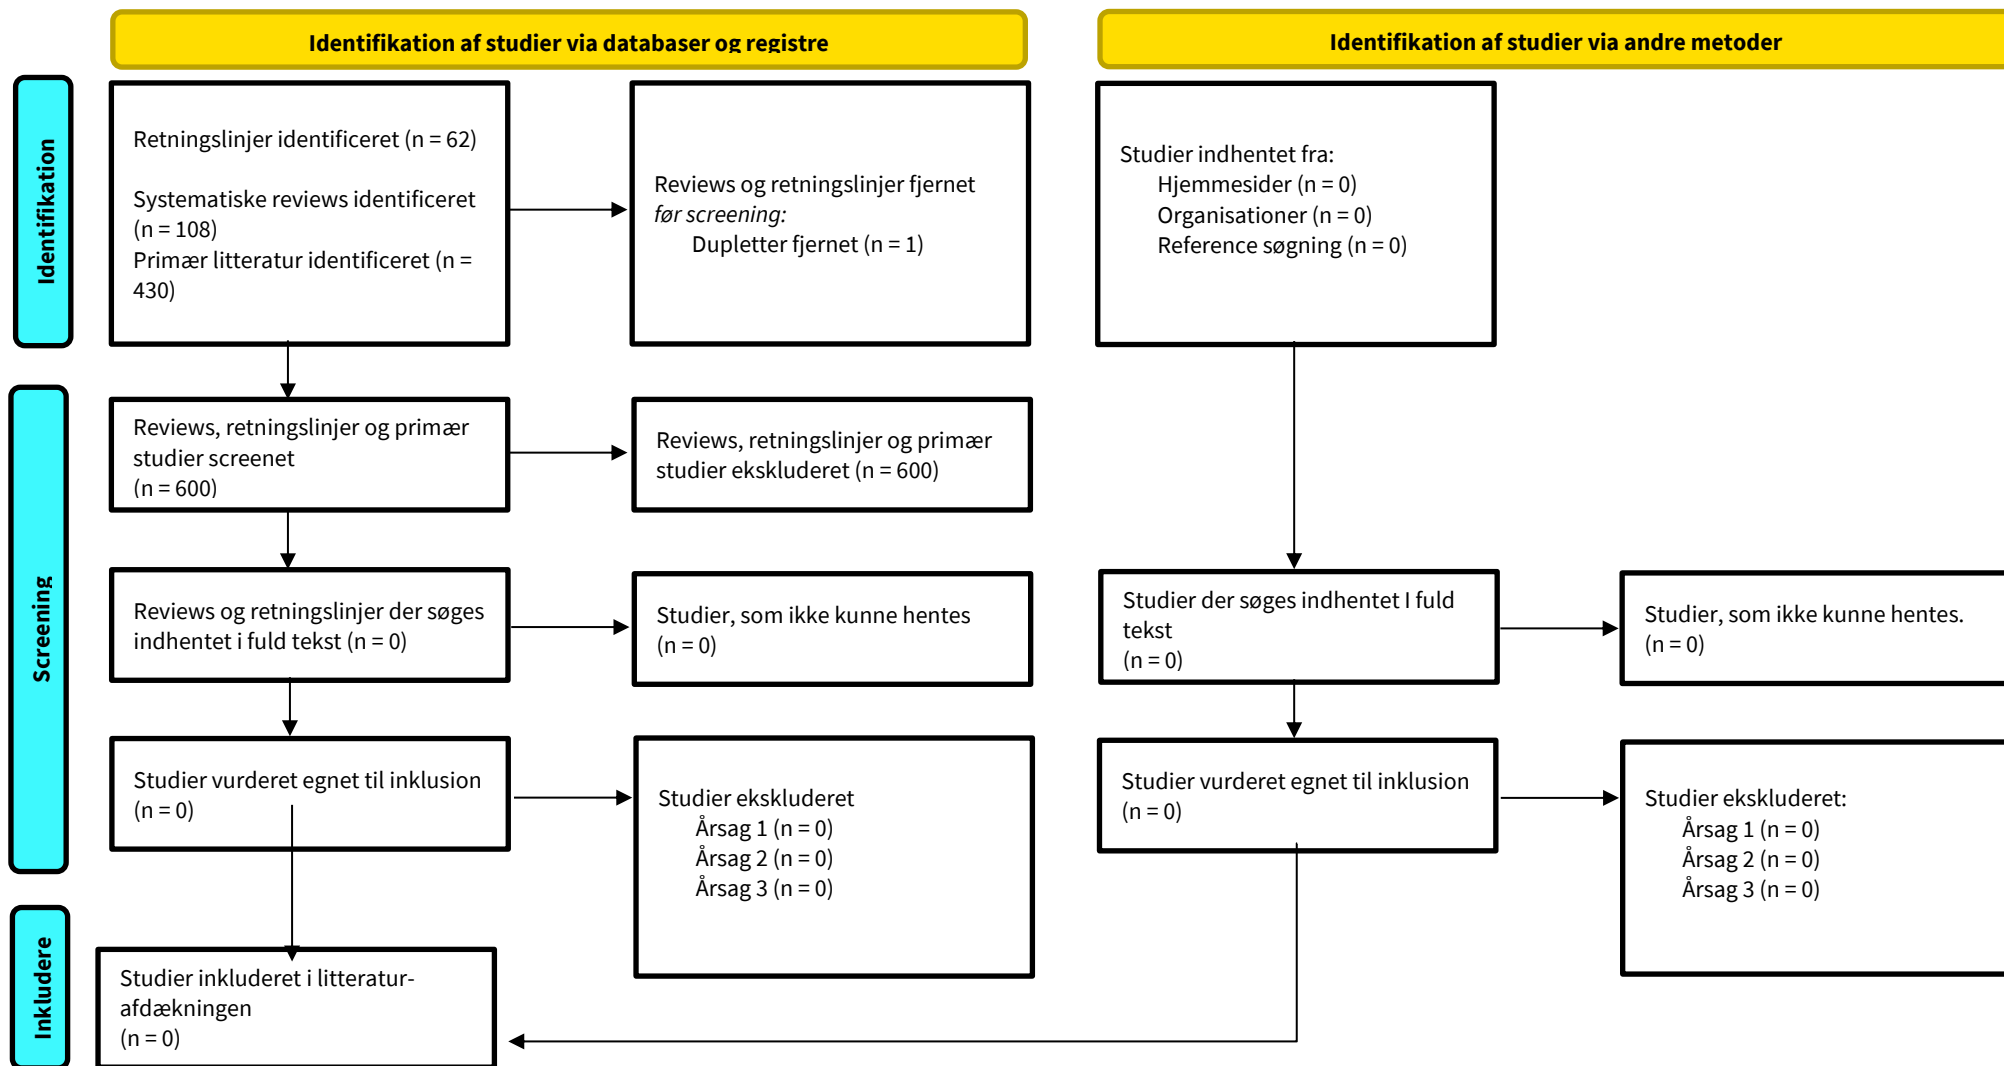 Identifikation af studier via databaser og registre
Identifikation af studier via andre metoder
Identifikation
Retningslinjer identificeret (n = 62)
Systematiske reviews identificeret
(n = 108)
Primær litteratur identificeret (n =
430)
Reviews og retningslinjer fjernet
før screening:
Dupletter fjernet (n = 1)
Studier indhentet fra:
Hjemmesider (n = 0)
Organisationer (n = 0)
Reference søgning (n = 0)
Screening
Reviews, retningslinjer og primær
studier screenet
(n = 600)
Reviews, retningslinjer og primær
studier ekskluderet (n = 600)
Reviews og retningslinjer der søges
indhentet i fuld tekst (n = 0)
Studier, som ikke kunne hentes
(n = 0)
Studier der søges indhentet I fuld
tekst
(n = 0)
Studier, som ikke kunne hentes.
(n = 0)
Studier vurderet egnet til inklusion
(n = 0)
Studier ekskluderet
Årsag 1 (n = 0)
Årsag 2 (n = 0)
Årsag 3 (n = 0)
Studier vurderet egnet til inklusion
(n = 0)
Studier ekskluderet:
Årsag 1 (n = 0)
Årsag 2 (n = 0)
Årsag 3 (n = 0)
Inkludere
Studier inkluderet i litteratur-
afdækningen
(n = 0)